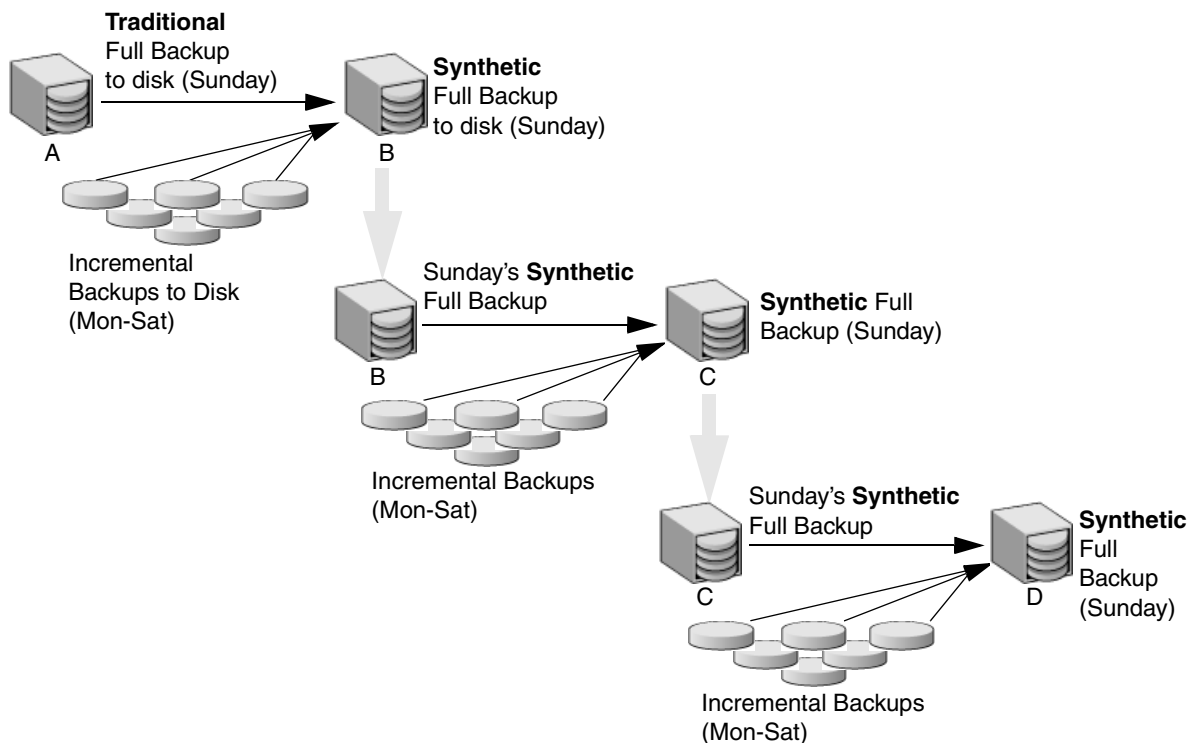 Traditional
Full Backup
to disk (Sunday)
A
Synthetic
Full Backup
to disk (Sunday)
B
Incremental
Backups to Disk
(Mon-Sat)
Sunday's Synthetic
Full Backup
B
Synthetic Full
Backup (Sunday)
C
Incremental Backups
(Mon-Sat)
Sunday's Synthetic
Full Backup
C
Synthetic
Full
Backup
(Sunday)
D
Incremental Backups
(Mon-Sat)